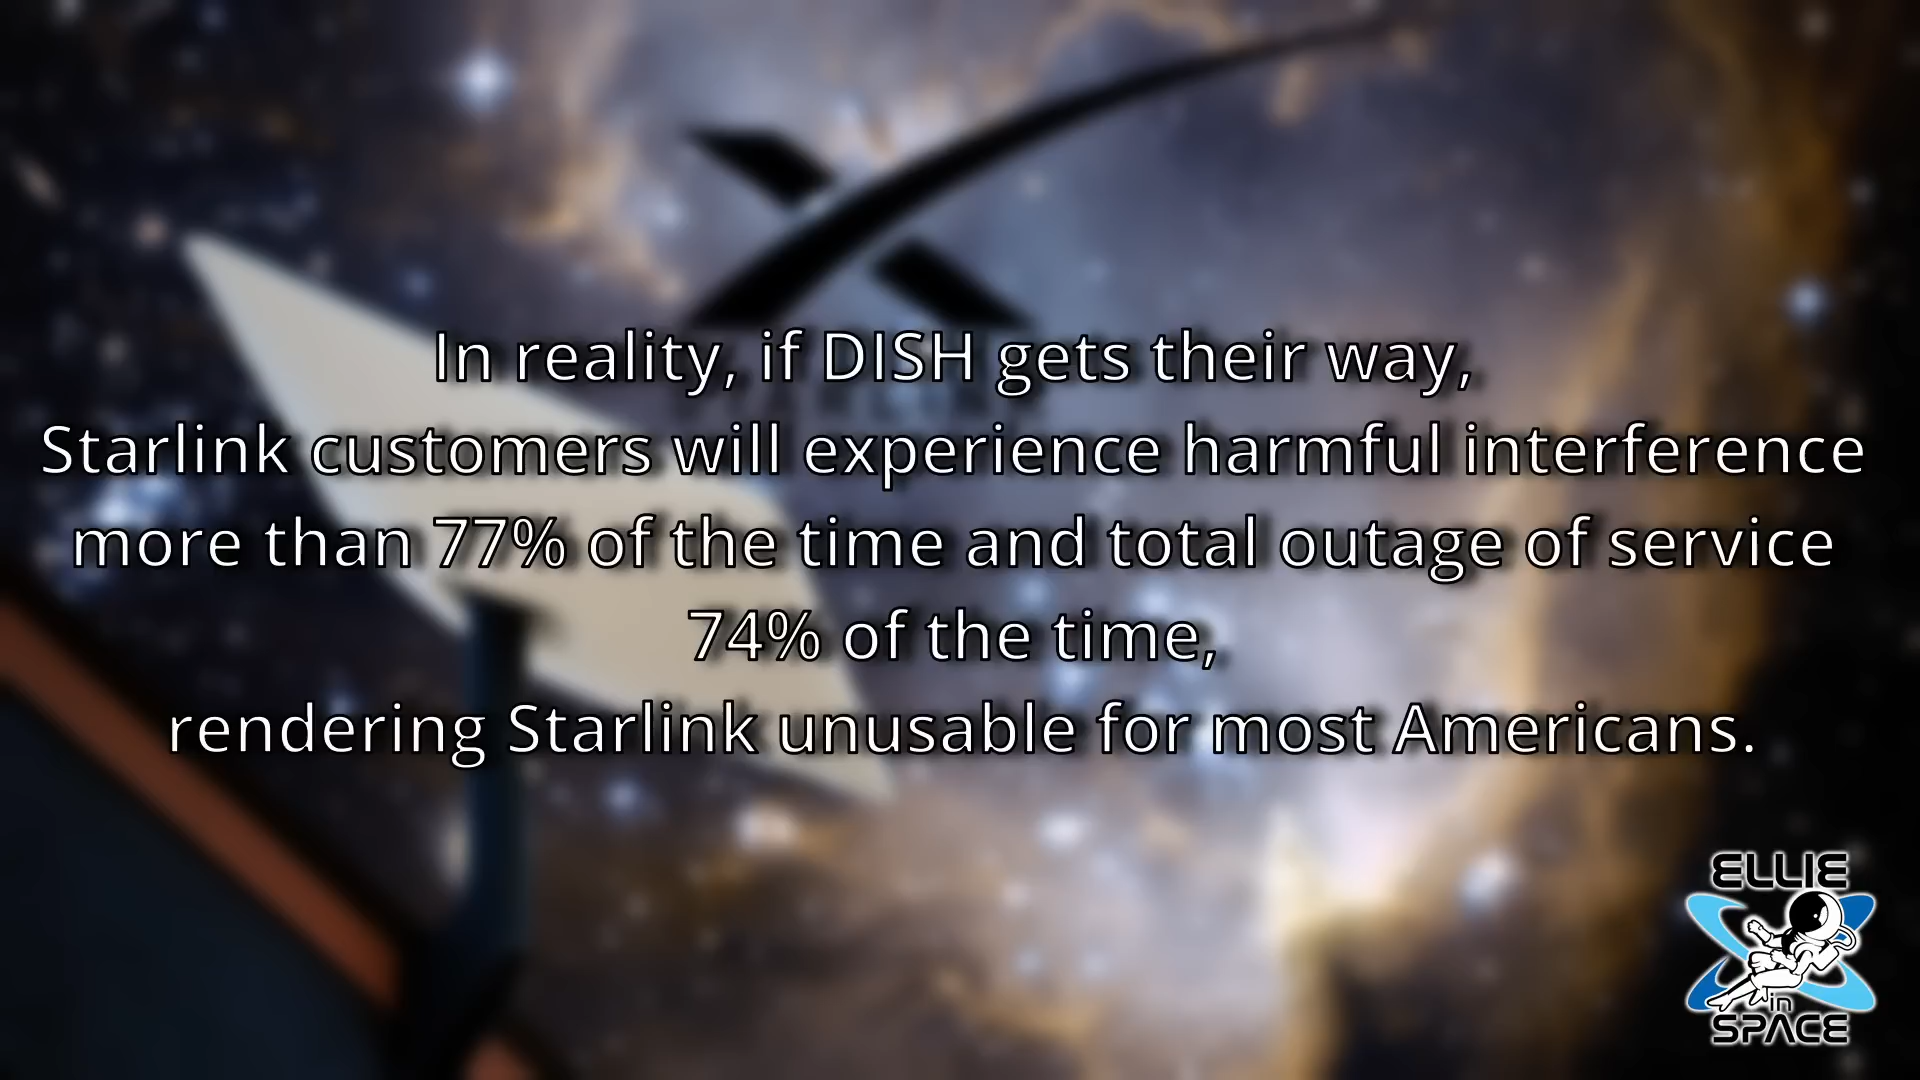 In reality, if DISH gets their way,
Starlink customers will experience harmful interference
more than 77% of the time and total outage of service
74% of the time,
rendering Starlink unusable for most Americans.
ELLIE
in
SPACE